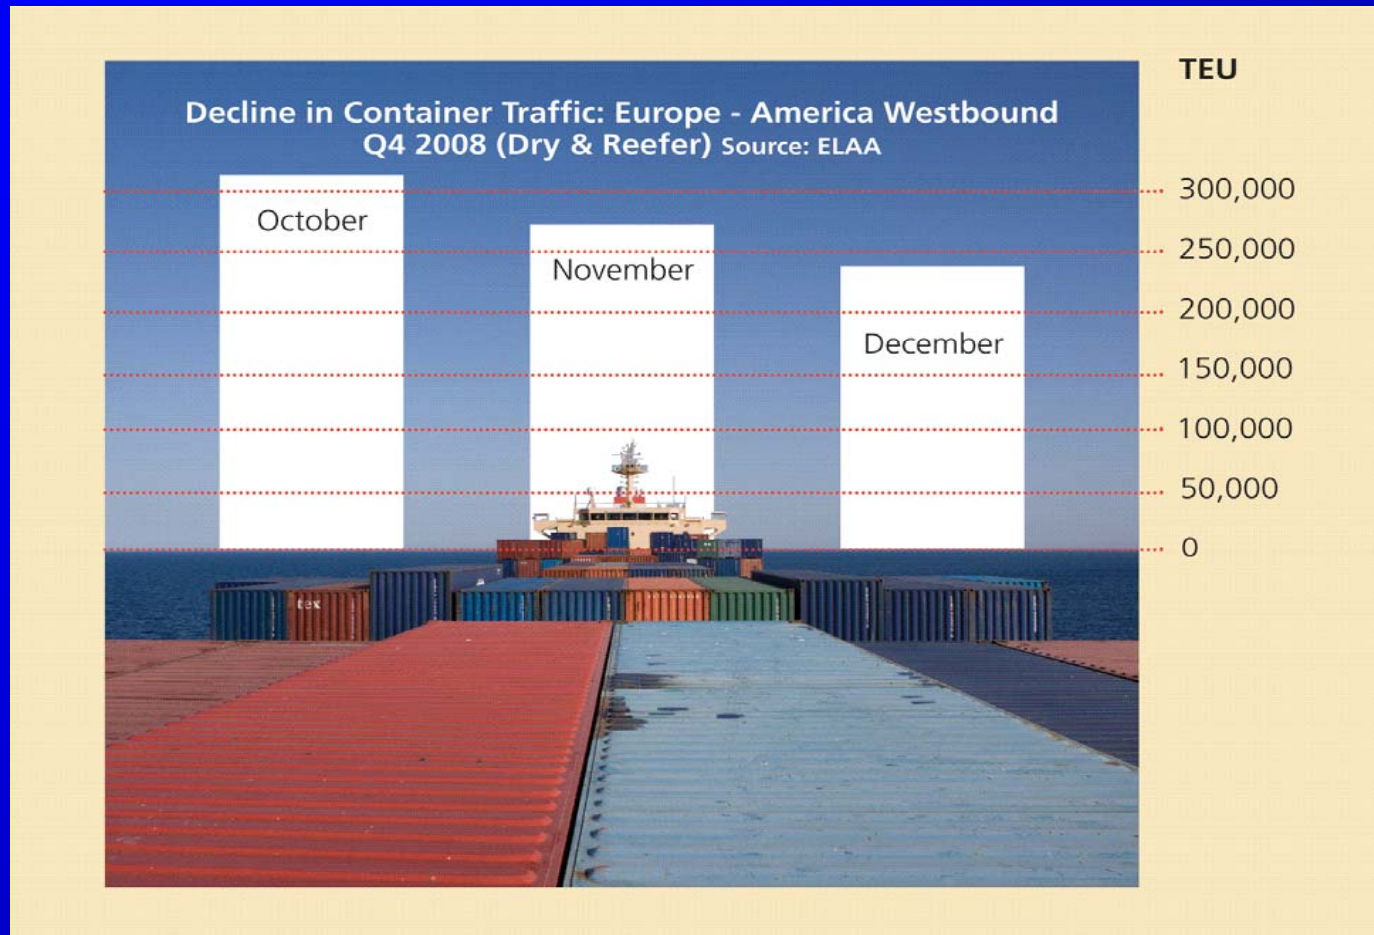 TEU
Decline in Container Traffic: Europe - America Westbound
Q4 2008 (Dry & Reefer) Source: ELAA
300,000
October
250,000
November
200,000
December
150,000
100,000
50,000
0
tex